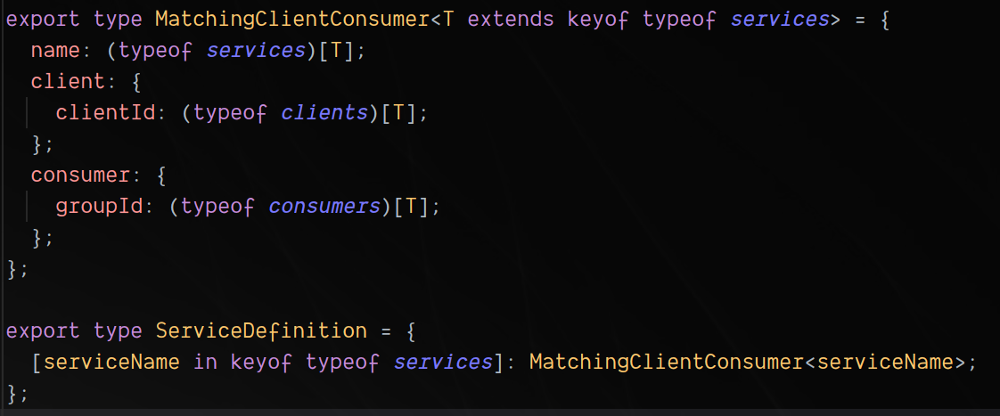 export type MatchingClientConsumer<T extends keyof typeof services> = {
  name: (typeof services)[T];
  client: {
    clientId: (typeof clients)[T];
  };
  consumer: {
    groupId: (typeof consumers)[T];
  };
};

export type ServiceDefinition = {
  [serviceName in keyof typeof services]: MatchingClientConsumer<serviceName>;
};